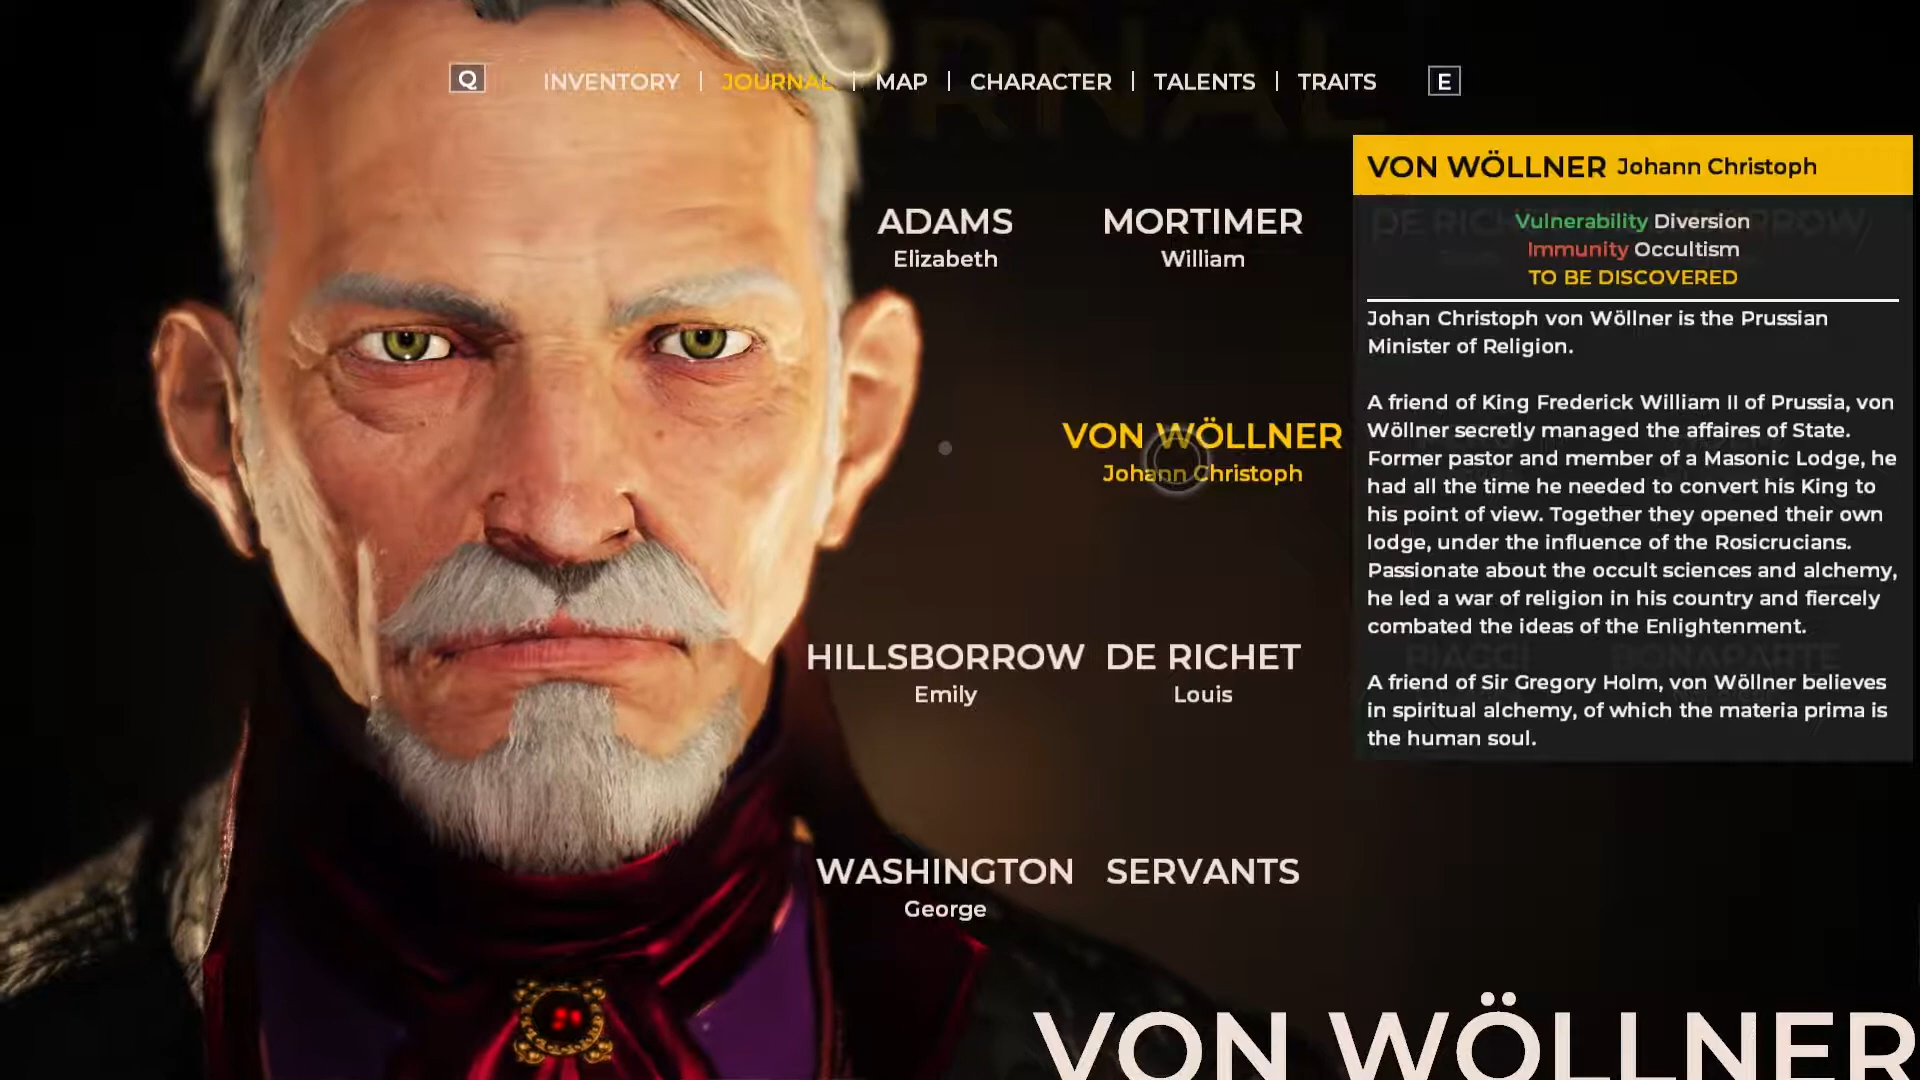 Q INVENTORY | JOURNAL | MAP | CHARACTER | TALENTS | TRAITS E
ADAMS
Elizabeth
MORTIMER
William
VON WÖLLNER
Johann Christoph
HILLSBORROW
Emily
DE RICHET
Louis
WASHINGTON
George
SERVANTS
VON WÖLLNER Johann Christoph
Vulnerability Diversion
Immunity Occultism
TO BE DISCOVERED
Johan Christoph von Wöllner is the Prussian
Minister of Religion.
A friend of King Frederick William II of Prussia, von
Wöllner secretly managed the affaires of State.
Former pastor and member of a Masonic Lodge, he
had all the time he needed to convert his King to
his point of view. Together they opened their own
lodge, under the influence of the Rosicrucians.
Passionate about the occult sciences and alchemy,
he led a war of religion in his country and fiercely
combated the ideas of the Enlightenment.
A friend of Sir Gregory Holm, von Wöllner believes
in spiritual alchemy, of which the materia prima is
the human soul.
VON WÖLLNER